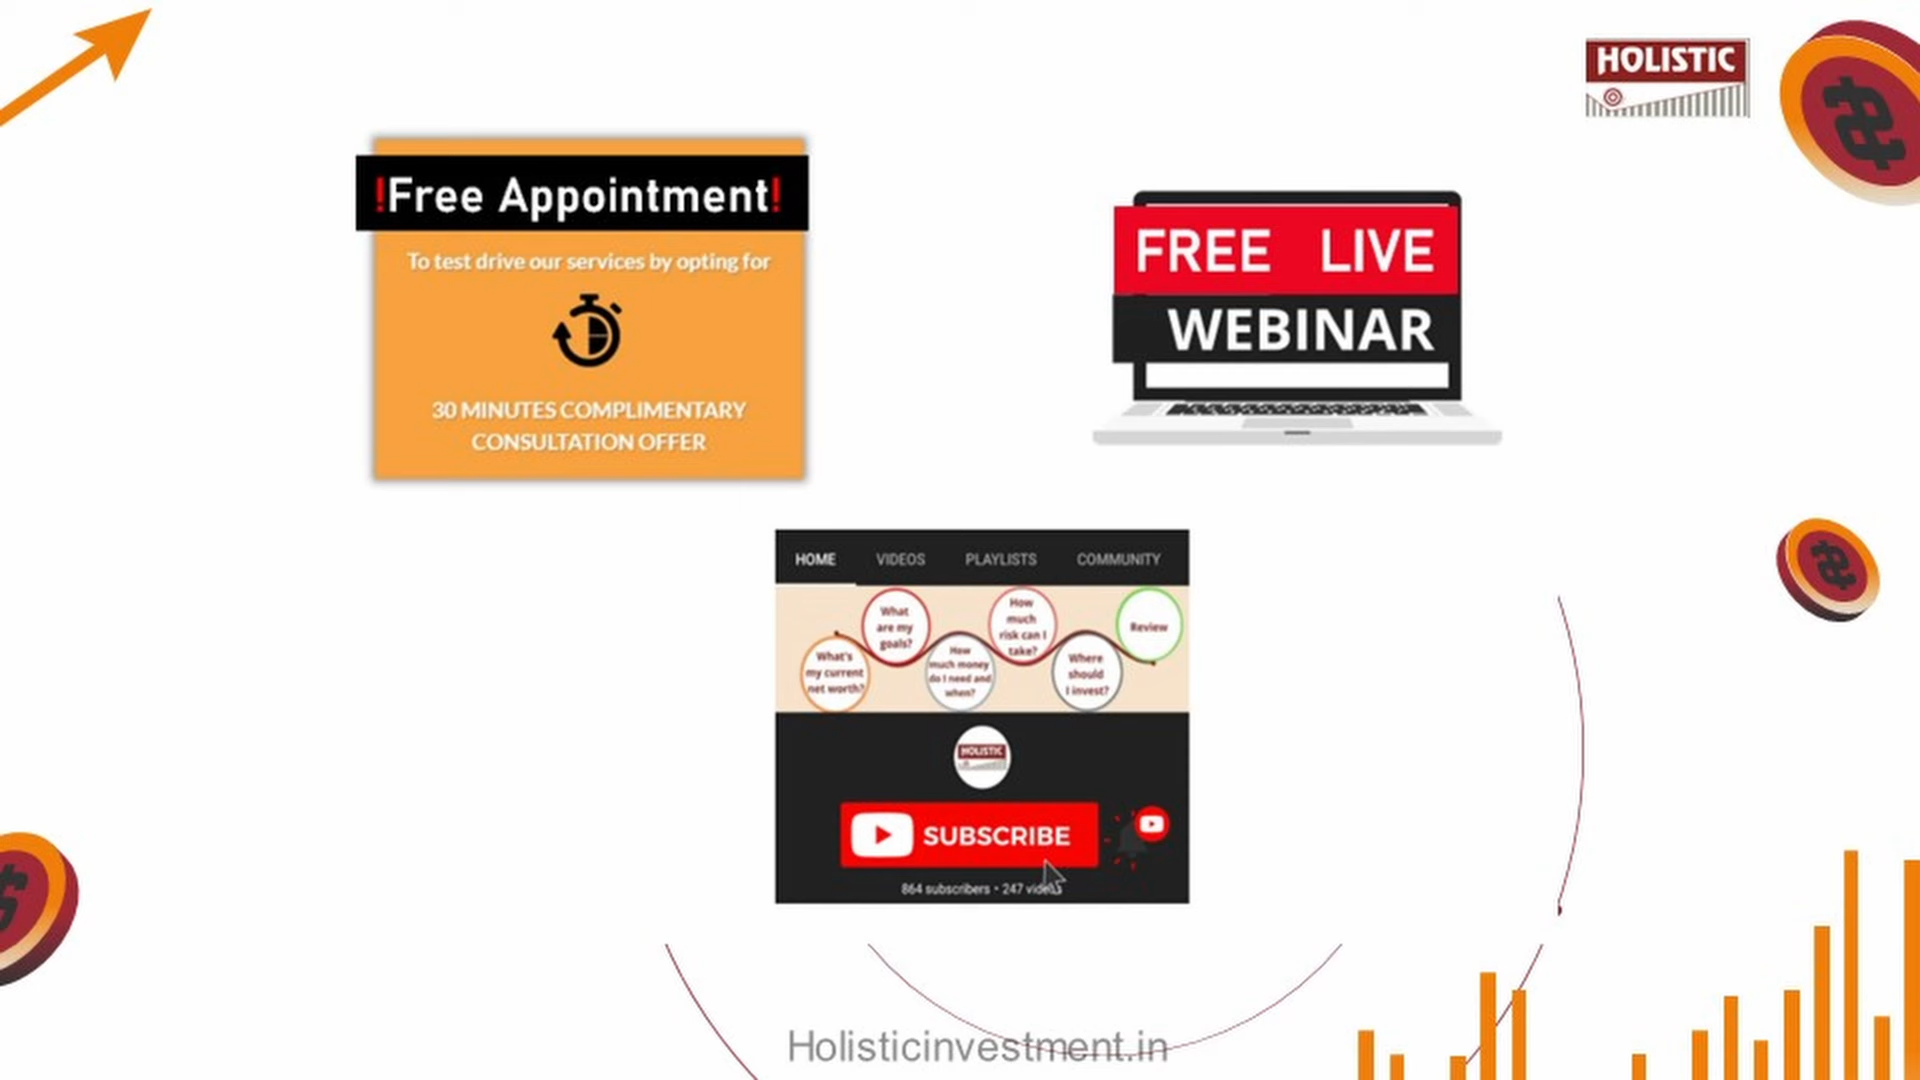 HOLISTIC
!Free Appointment!
To test drive our services by opting for
30 MINUTES COMPLIMENTARY
CONSULTATION OFFER
FREE LIVE
WEBINAR
HOME VIDEOS PLAYLISTS COMMUNITY
What's
my current
net worth?
What
are my
goals?
How
much money
do I need and
when?
How
much
risk can I
take?
Where
should
I invest?
Review
HOLISTIC
SUBSCRIBE
864 subscribers • 247 videos
Holisticinvestment.in